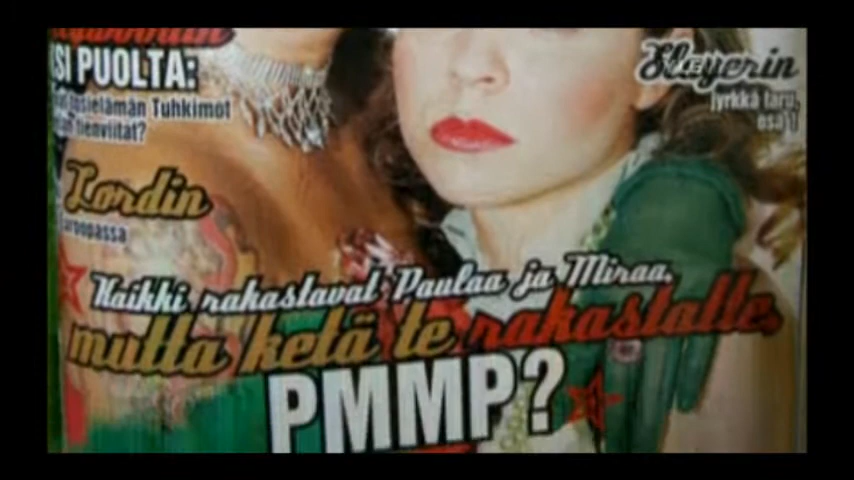 SI PUOLTA:
Tuhkimot
tienviitat?
Slayerin
jyrkkä taru,
osa 1
Lordin
Kaikki rakastavat Paulaa ja Miraa,
mutta ketä te rakastatte,
PMMP?